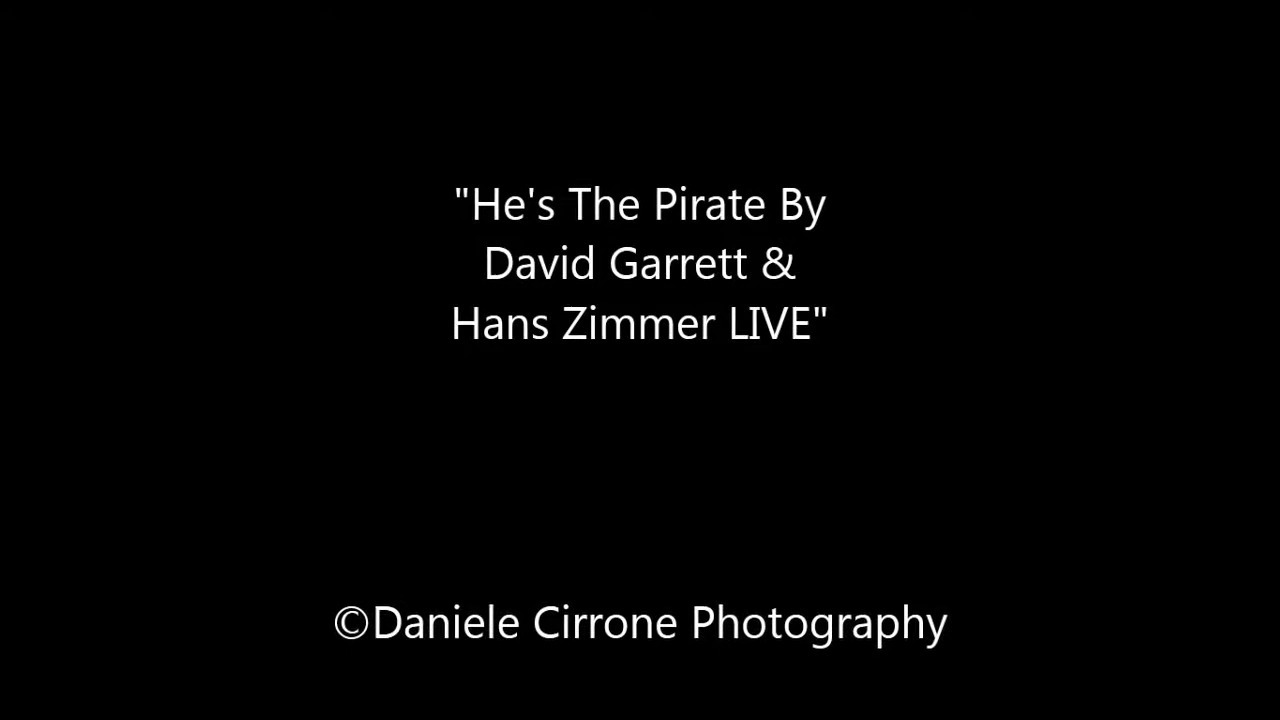 "He's The Pirate By
David Garrett &
Hans Zimmer LIVE"
©Daniele Cirrone Photography